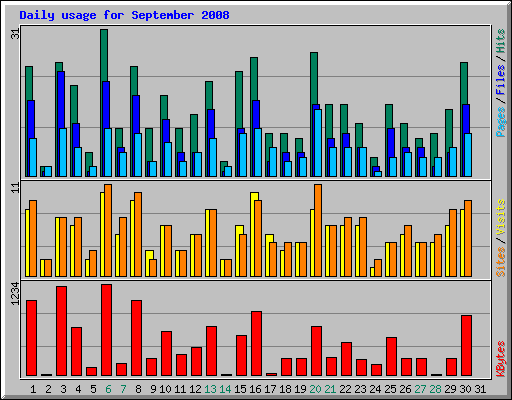 Daily usage for September 2008
31
Pages / Files / Hits
11
Sites / Visits
1234
KBytes
1 2 3 4 5 6 7 8 9 10 11 12 13 14 15 16 17 18 19 20 21 22 23 24 25 26 27 28 29 30 31